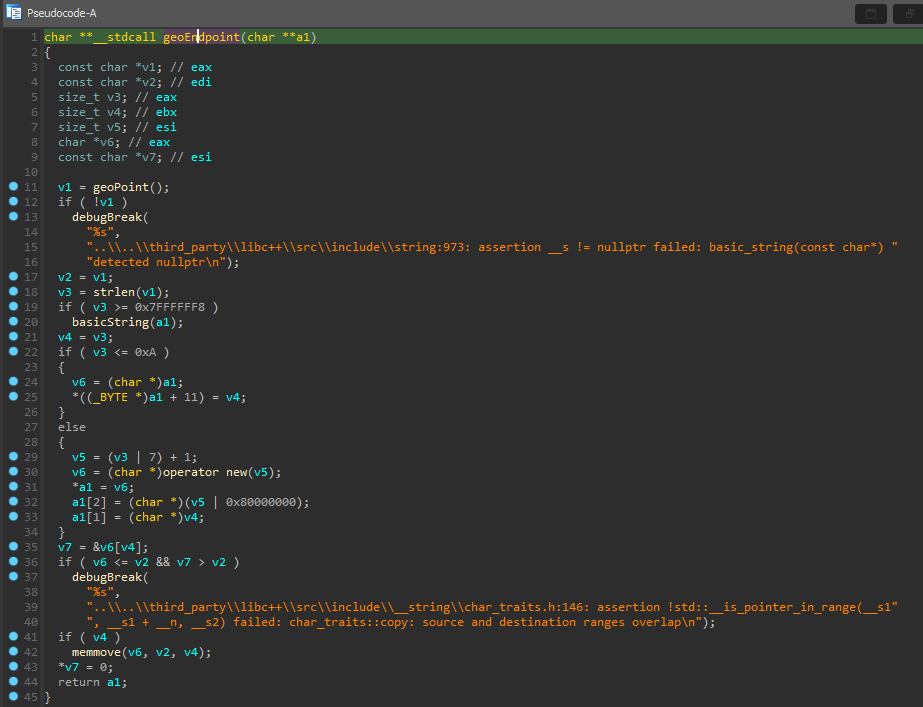 Pseudocode-A
1 char **__stdcall geoEndpoint(char **a1)
2 {
3   const char *v1; // eax
4   const char *v2; // edi
5   size_t v3; // eax
6   size_t v4; // ebx
7   size_t v5; // esi
8   char *v6; // eax
9   const char *v7; // esi
10
11   v1 = geoPoint();
12   if ( !v1 )
13     debugBreak(
14       "%s",
15       "..\\..\\third_party\\libc++\\src\\include\\string:973: assertion __s != nullptr failed: basic_string(const char*) "
16       "detected nullptr\n");
17   v2 = v1;
18   v3 = strlen(v1);
19   if ( v3 >= 0x7FFFFFF8 )
20     basicString(a1);
21   v4 = v3;
22   if ( v3 <= 0xA )
23   {
24     v6 = (char *)a1;
25     *((_BYTE *)a1 + 11) = v4;
26   }
27   else
28   {
29     v5 = (v3 | 7) + 1;
30     v6 = (char *)operator new(v5);
31     *a1 = v6;
32     a1[2] = (char *)(v5 | 0x80000000);
33     a1[1] = (char *)v4;
34   }
35   v7 = &v6[v4];
36   if ( v6 <= v2 && v7 > v2 )
37     debugBreak(
38       "%s",
39       "..\\..\\third_party\\libc++\\src\\include\\__string\\char_traits.h:146: assertion !std::__is_pointer_in_range(__s1"
40       ", __s1 + __n, __s2) failed: char_traits::copy: source and destination ranges overlap\n");
41   if ( v4 )
42     memmove(v6, v2, v4);
43   *v7 = 0;
44   return a1;
45 }